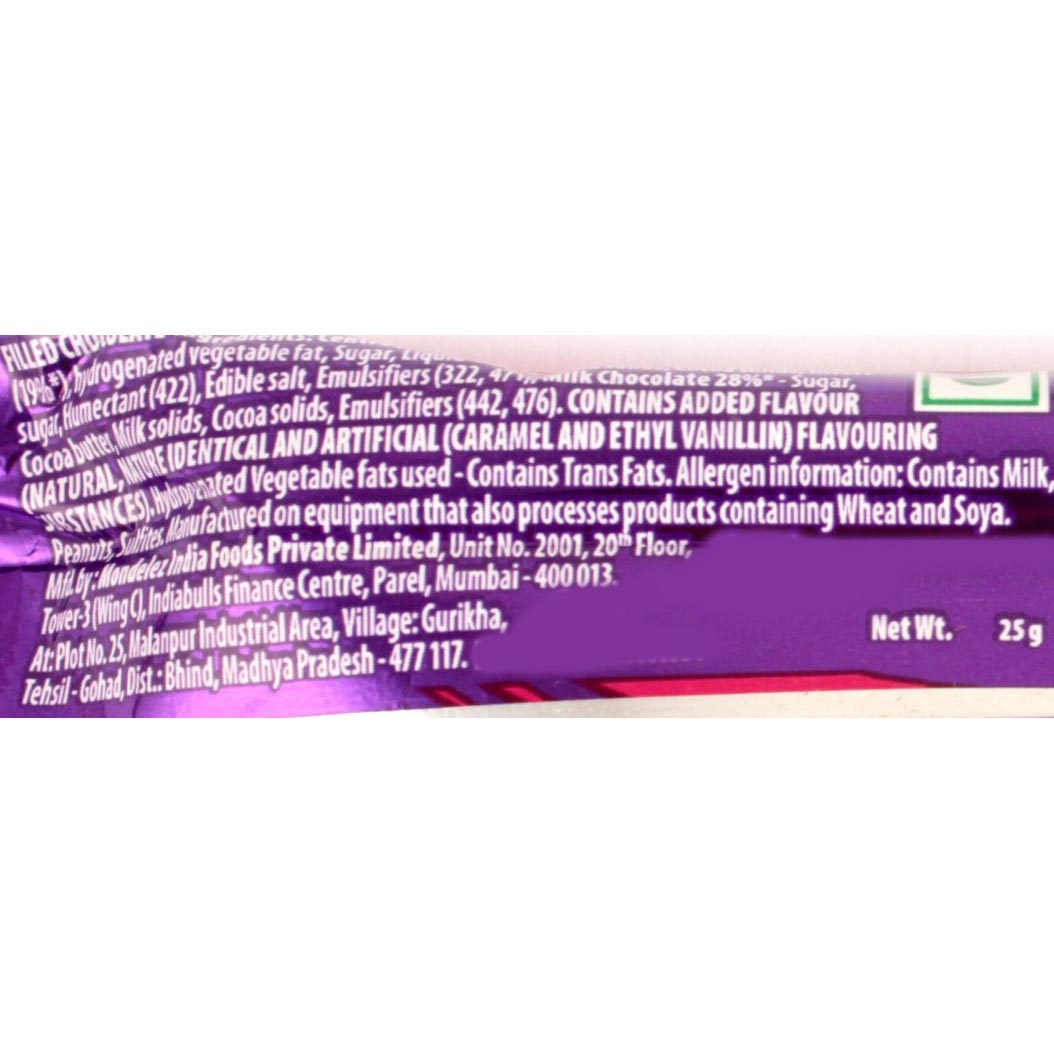 FILLED CHOCOLATE
(19%*), hydrogenated vegetable fat, Sugar, Liquid
sugar, Humectant (422), Edible salt, Emulsifiers (322, 471), Milk Chocolate 28%* - Sugar,
Cocoa butter, Milk solids, Cocoa solids, Emulsifiers (442, 476). CONTAINS ADDED FLAVOUR
(NATURAL, NATURE IDENTICAL AND ARTIFICIAL (CARAMEL AND ETHYL VANILLIN) FLAVOURING
SUBSTANCES). Hydrogenated Vegetable fats used - Contains Trans Fats. Allergen information: Contains Milk,
Peanuts, Sulfites. Manufactured on equipment that also processes products containing Wheat and Soya.
Mfd. by: Mondelez India Foods Private Limited, Unit No. 2001, 20th Floor,
Tower-3 (Wing C), Indiabulls Finance Centre, Parel, Mumbai - 400 013.
At: Plot No. 25, Malanpur Industrial Area, Village: Gurikha,
Tehsil - Gohad, Dist.: Bhind, Madhya Pradesh - 477 117.
Net Wt. 25 g